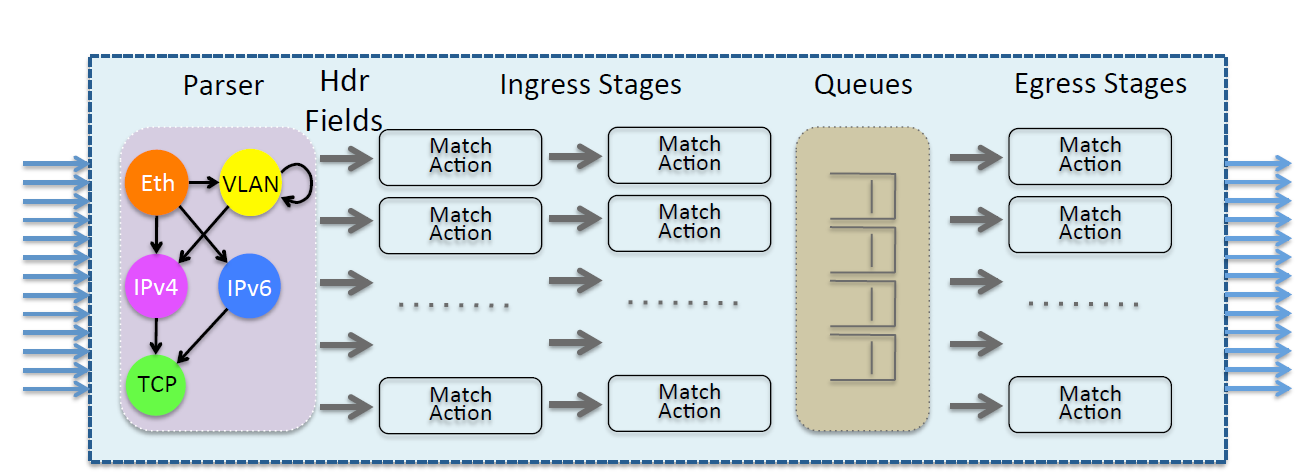 Parser
Hdr
Fields
Ingress Stages
Queues
Egress Stages
Eth
VLAN
IPv4
IPv6
TCP
Match
Action
Match
Action
Match
Action
Match
Action
Match
Action
Match
Action
Match
Action
Match
Action
Match
Action